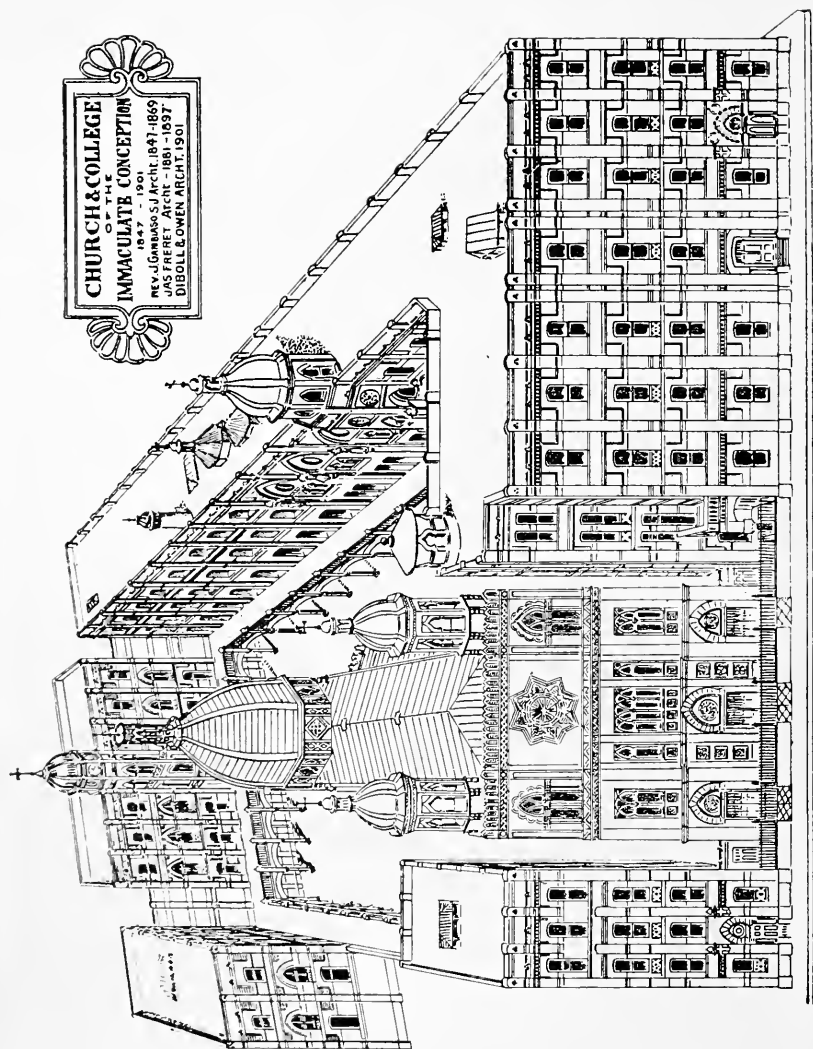 CHURCH & COLLEGE
OF THE
IMMACULATE CONCEPTION
1847 - 1901
REV. J. CAMBIASO S J Archt. 1847-1869
JAS FRERET Archt - 1881-1897
DIBOLL & OWEN ARCHT. 1901